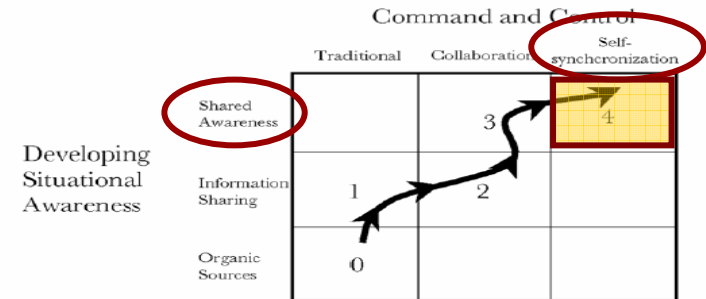 Command and Control
Traditional
Collaboration
Self-
synchcronization
Shared
Awareness
3
4
Developing
Situational
Awareness
Information
Sharing
1
2
Organic
Sources
0